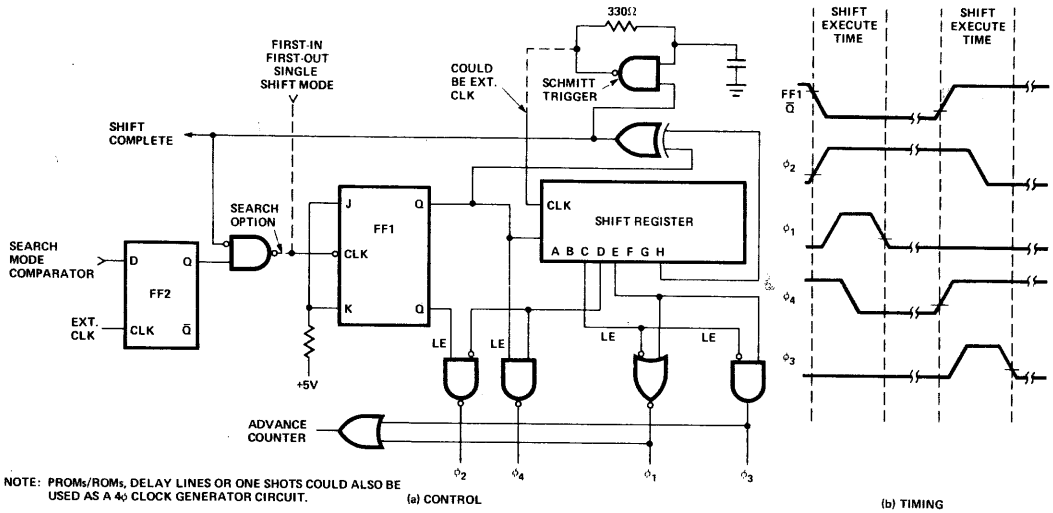 330Ω
FIRST-IN
FIRST-OUT
SINGLE
SHIFT MODE
COULD
BE EXT.
CLK
SCHMITT
TRIGGER
SHIFT
COMPLETE
SEARCH
OPTION
SEARCH
MODE
COMPARATOR
D
Q
FF2
EXT.
CLK
CLK
Q̅
J
Q
FF1
CLK
K
Q
+5V
CLK
SHIFT REGISTER
A B C D E F G H
LE
LE
LE
LE
ADVANCE
COUNTER
ϕ2
ϕ4
ϕ1
ϕ3
NOTE: PROMs/ROMs, DELAY LINES OR ONE SHOTS COULD ALSO BE
USED AS A 4ϕ CLOCK GENERATOR CIRCUIT.
(a) CONTROL
SHIFT
EXECUTE
TIME
SHIFT
EXECUTE
TIME
FF1
Q̅
ϕ2
ϕ1
ϕ4
ϕ3
(b) TIMING